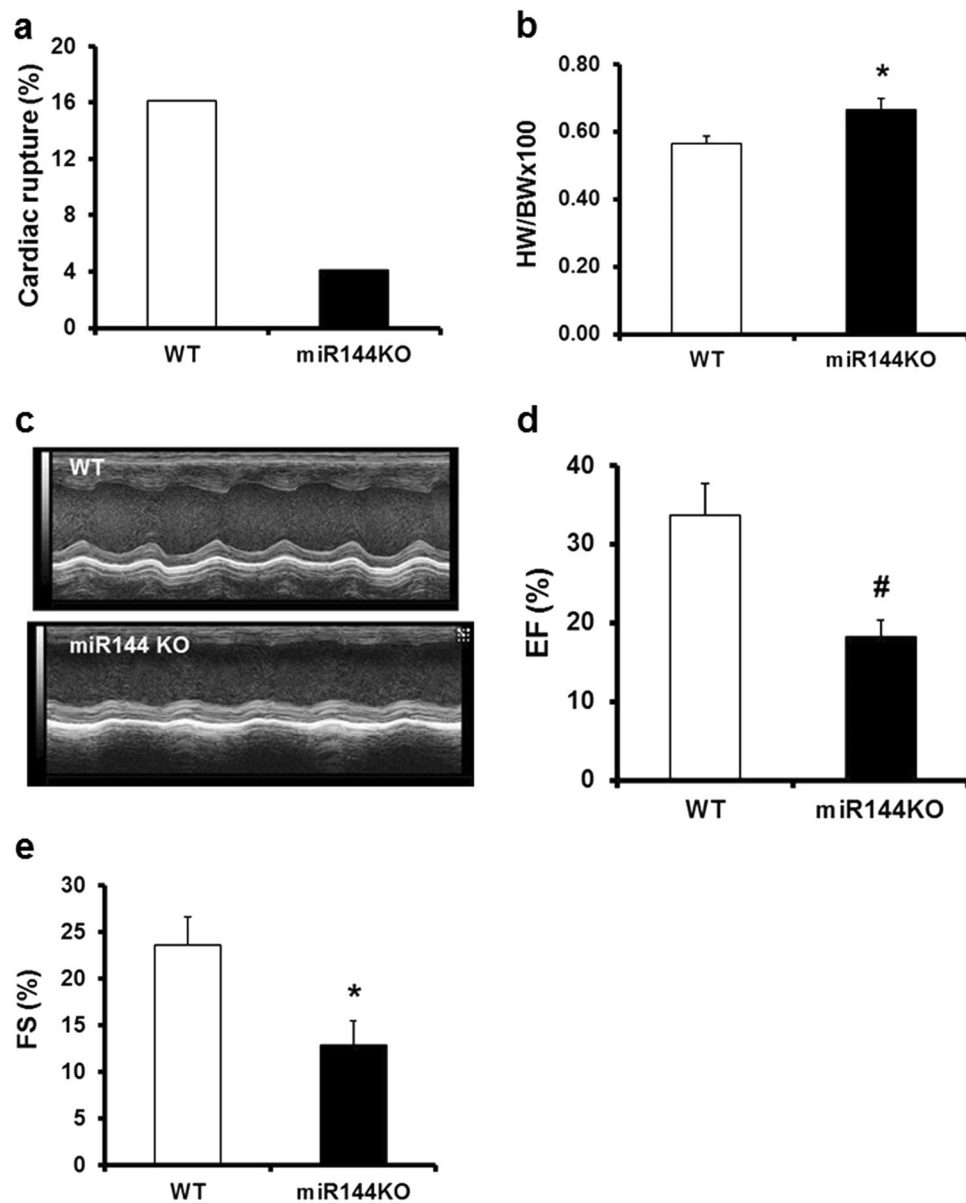 a
20
16
12
8
4
0
Cardiac rupture (%)
WT miR144KO
b
0.80
0.60
0.40
0.20
0.00
HW/BWx100
*
WT miR144KO
c
WT
miR144 KO
d
40
30
20
10
0
EF (%)
#
WT miR144KO
e
30
25
20
15
10
5
0
FS (%)
*
WT miR144KO